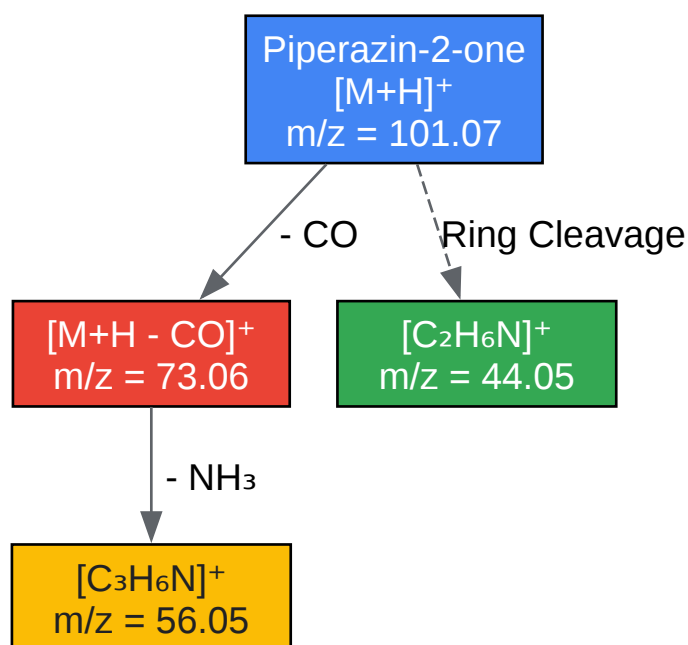 Piperazin-2-one
[M+H]⁺
m/z = 101.07
- CO
Ring Cleavage
[M+H - CO]⁺
m/z = 73.06
[C₂H₆N]⁺
m/z = 44.05
- NH₃
[C₃H₆N]⁺
m/z = 56.05